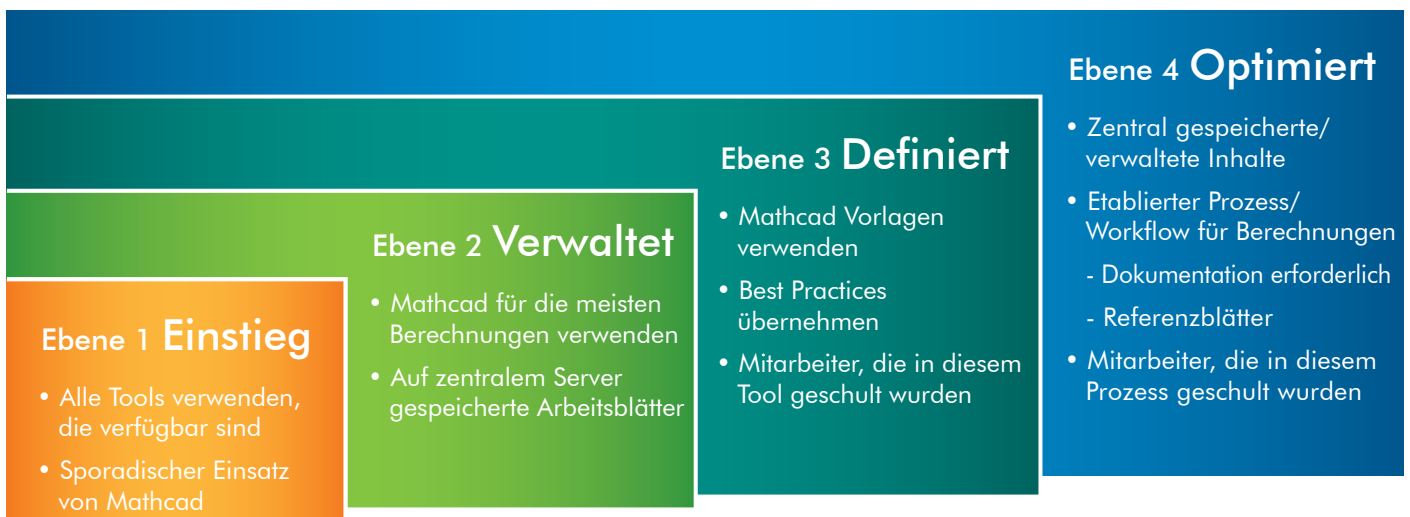 Ebene 1 Einstieg
• Alle Tools verwenden,
die verfügbar sind
• Sporadischer Einsatz
von Mathcad
Ebene 2 Verwaltet
• Mathcad für die meisten
Berechnungen verwenden
• Auf zentralem Server
gespeicherte Arbeitsblätter
Ebene 3 Definiert
• Mathcad Vorlagen
verwenden
• Best Practices
übernehmen
• Mitarbeiter, die in diesem
Tool geschult wurden
Ebene 4 Optimiert
• Zentral gespeicherte/
verwaltete Inhalte
• Etablierter Prozess/
Workflow für Berechnungen
- Dokumentation erforderlich
- Referenzblätter
• Mitarbeiter, die in diesem
Prozess geschult wurden